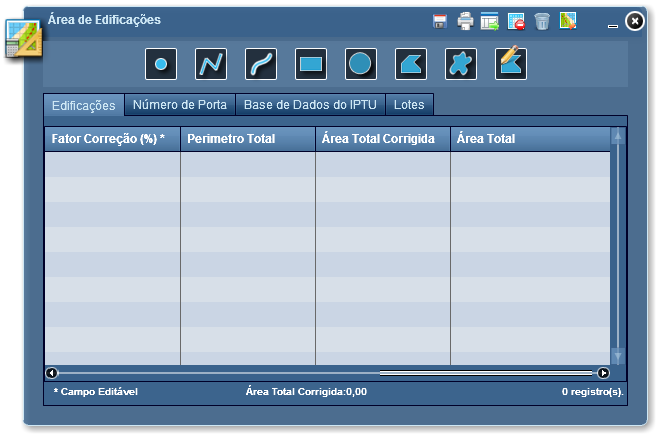 Área de Edificações
Edificações Número de Porta Base de Dados do IPTU Lotes
Fator Correção (%) * Perimetro Total Área Total Corrigida Área Total
* Campo Editável Área Total Corrigida:0,00 0 registro(s).